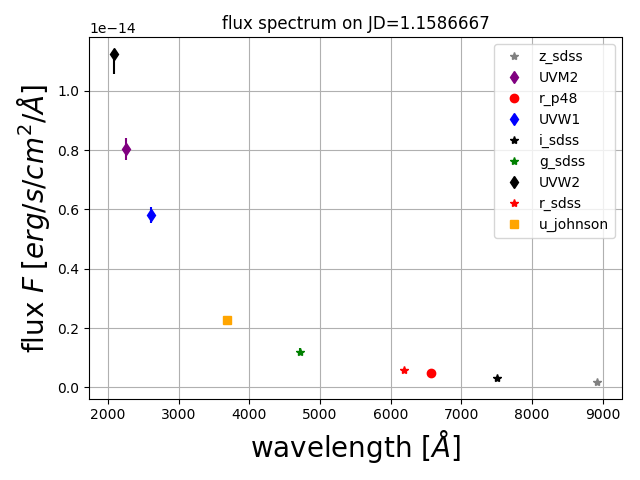 flux spectrum on JD=1.1586667
1e−14
flux F [erg/s/cm²/Å]
1.0
0.8
0.6
0.4
0.2
0.0
z_sdss
UVM2
r_p48
UVW1
i_sdss
g_sdss
UVW2
r_sdss
u_johnson
2000 3000 4000 5000 6000 7000 8000 9000
wavelength [Å]